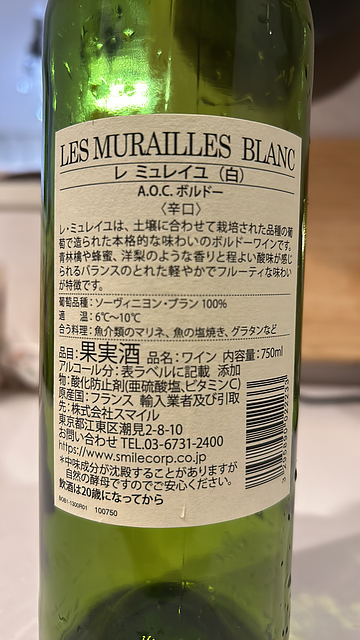 LES MURAILLES BLANC
レ ミュレイユ（白）
A.O.C. ボルドー
〈辛口〉
レ・ミュレイユは、土壌に合わせて栽培された品種の葡
萄で造られた本格的な味わいのボルドーワインです。
青林檎や蜂蜜、洋梨のような香りと程よい酸味が感じ
られるバランスのとれた軽やかでフルーティな味わい
が特徴です。
葡萄品種：ソーヴィニヨン・ブラン 100%
適　温：6℃〜10℃
合う料理：魚介類のマリネ、魚の塩焼き、グラタンなど
品目：果実酒 品名：ワイン 内容量：750ml
アルコール分：表ラベルに記載 添加
物：酸化防止剤(亜硫酸塩、ビタミンC)
原産国：フランス 輸入業者及び引取
先：株式会社スマイル
東京都江東区潮見2-8-10
お問い合わせ TEL.03-6731-2400
https://www.smilecorp.co.jp
＊中味成分が沈殿することがありますが
自然の酵母ですのでご安心ください。
飲酒は20歳になってから
100750